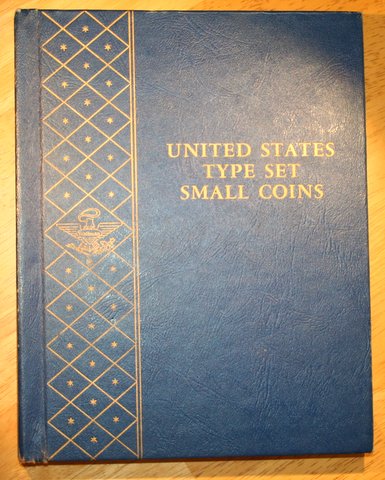 UNITED STATES
TYPE SET
SMALL COINS